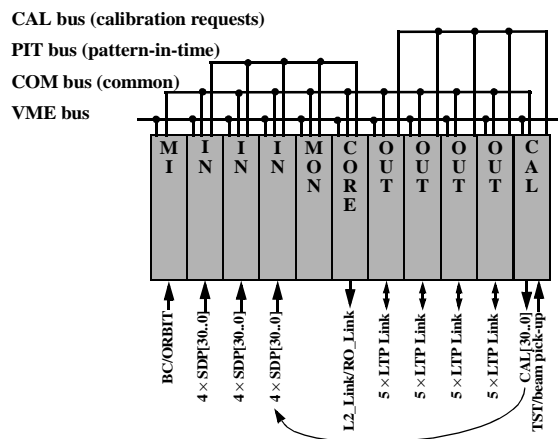 CAL bus (calibration requests)
PIT bus (pattern-in-time)
COM bus (common)
VME bus
MI
IN
IN
IN
MON
CORE
OUT
OUT
OUT
OUT
CAL
BC/ORBIT
4 × SDP[30..0]
4 × SDP[30..0]
4 × SDP[30..0]
L2_Link/RO_Link
5 × LTP Link
5 × LTP Link
5 × LTP Link
5 × LTP Link
CAL[30..0]
TST/beam pick-up